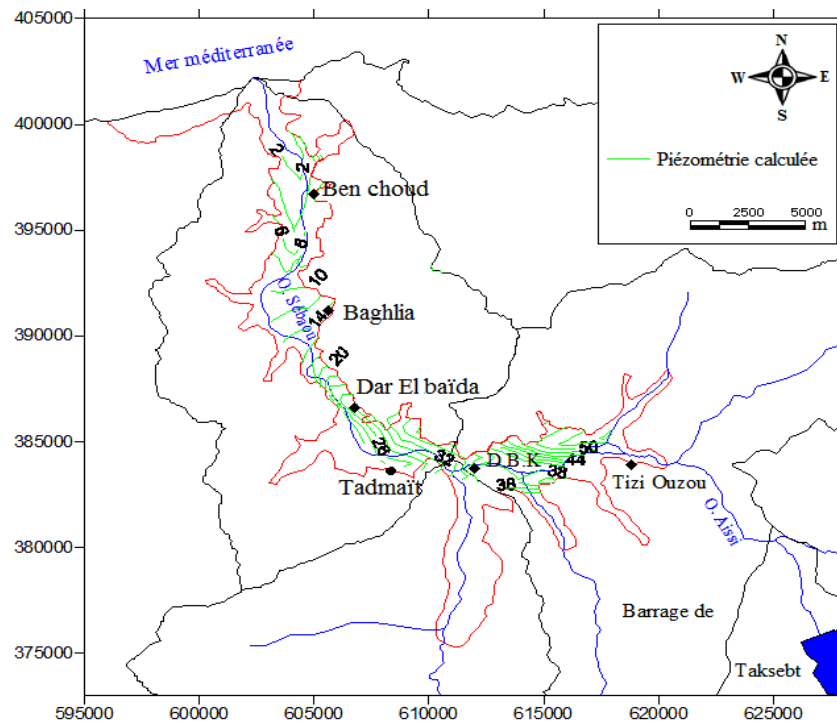 405000
400000
395000
390000
385000
380000
375000
595000
600000
605000
610000
615000
620000
625000
Mer méditerranée
N
W
E
S
Piézométrie calculée
0 2500 5000
m
2
2
Ben choud
6
6
10
O. Sébaou
14
Baghlia
20
Dar El baïda
26
32
Tadmaït
D.B.K
38
38
44
50
Tizi Ouzou
O. Aissi
Barrage de
Taksebt